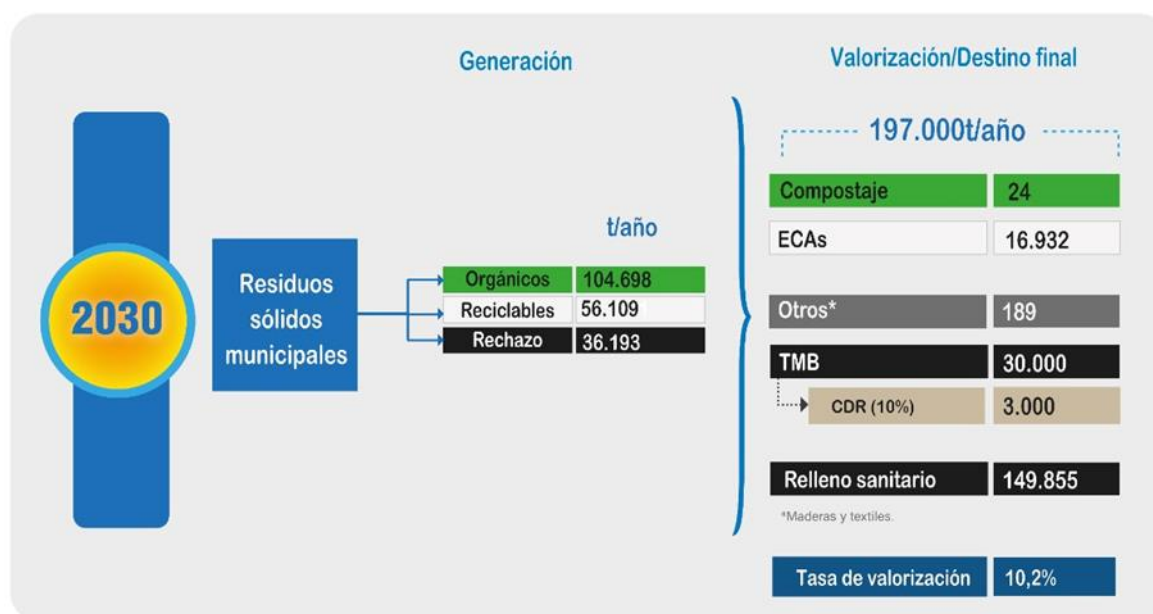 Generación
Valorización/Destino final
197.000t/año
t/año
2030
Residuos
sólidos
municipales
Orgánicos 104.698
Reciclables 56.109
Rechazo 36.193
Compostaje 24
ECAs 16.932
Otros* 189
TMB 30.000
CDR (10%) 3.000
Relleno sanitario 149.855
*Maderas y textiles.
Tasa de valorización 10,2%